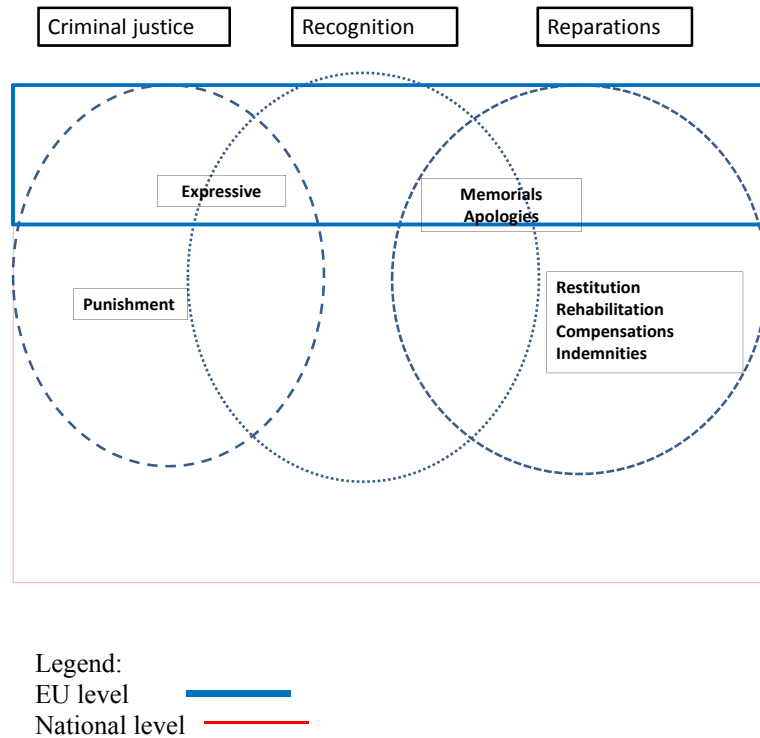 Criminal justice
Recognition
Reparations
Expressive
Memorials
Apologies
Punishment
Restitution
Rehabilitation
Compensations
Indemnities
Legend:
EU level
National level